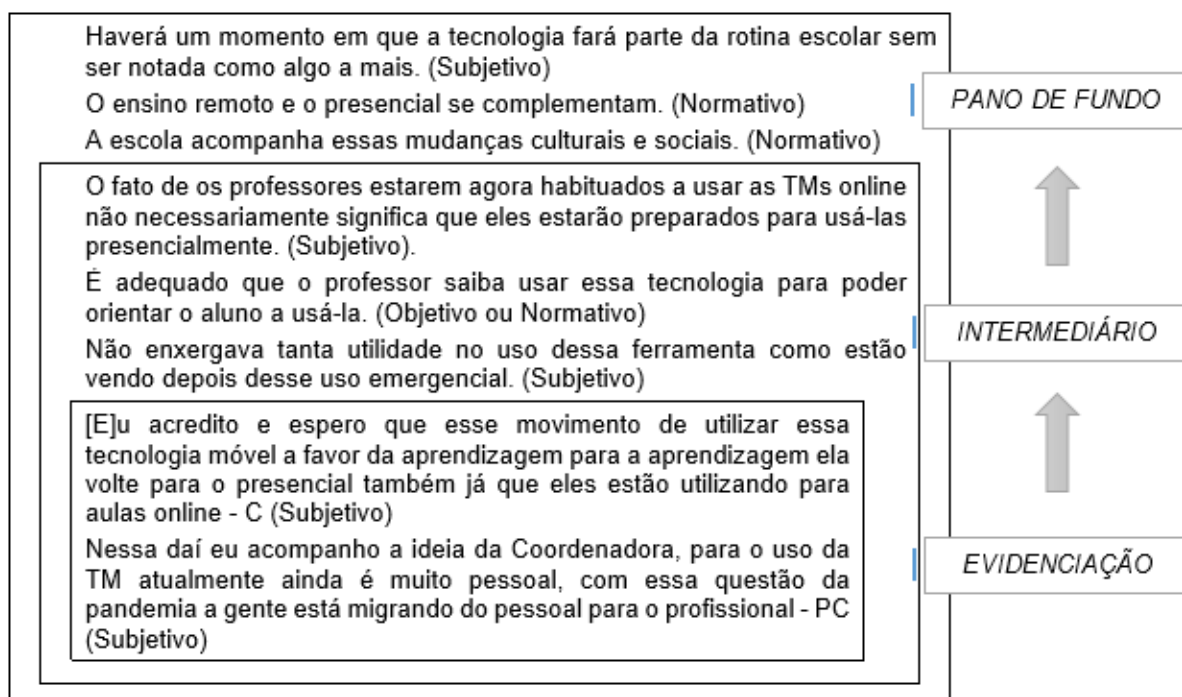 Haverá um momento em que a tecnologia fará parte da rotina escolar sem
ser notada como algo a mais. (Subjetivo)
O ensino remoto e o presencial se complementam. (Normativo)
A escola acompanha essas mudanças culturais e sociais. (Normativo)
PANO DE FUNDO
O fato de os professores estarem agora habituados a usar as TMs online
não necessariamente significa que eles estarão preparados para usá-las
presencialmente. (Subjetivo).
É adequado que o professor saiba usar essa tecnologia para poder
orientar o aluno a usá-la. (Objetivo ou Normativo)
Não enxergava tanta utilidade no uso dessa ferramenta como estão
vendo depois desse uso emergencial. (Subjetivo)
INTERMEDIÁRIO
[E]u acredito e espero que esse movimento de utilizar essa
tecnologia móvel a favor da aprendizagem para a aprendizagem ela
volte para o presencial também já que eles estão utilizando para
aulas online - C (Subjetivo)
Nessa daí eu acompanho a ideia da Coordenadora, para o uso da
TM atualmente ainda é muito pessoal, com essa questão da
pandemia a gente está migrando do pessoal para o profissional - PC
(Subjetivo)
EVIDENCIAÇÃO